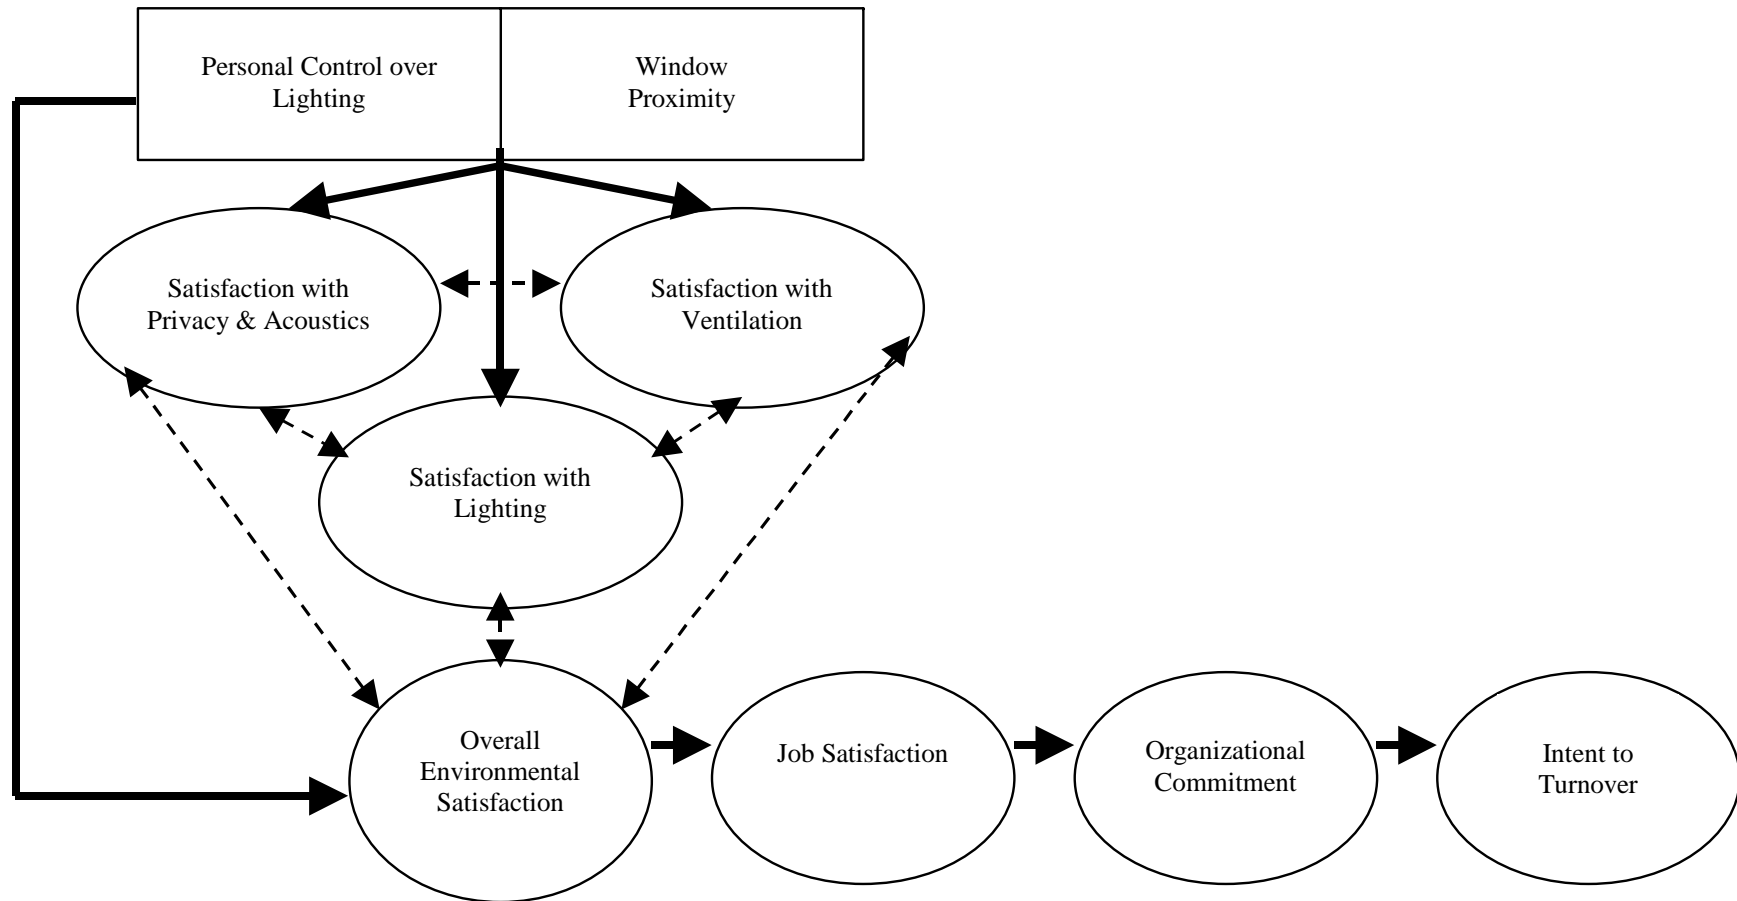 Personal Control over
Lighting
Window
Proximity
Satisfaction with
Privacy & Acoustics
Satisfaction with
Ventilation
Satisfaction with
Lighting
Overall
Environmental
Satisfaction
Job Satisfaction
Organizational
Commitment
Intent to
Turnover